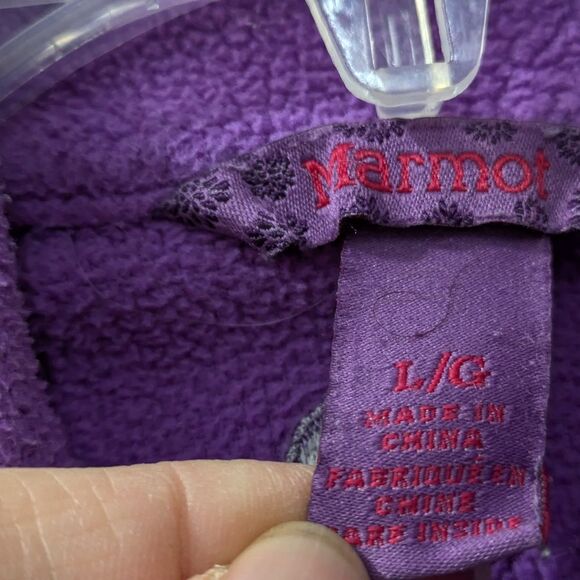 Marmot
L/G
MADE IN
CHINA
FABRIQUÉ EN
CHINE
CARE INSIDE